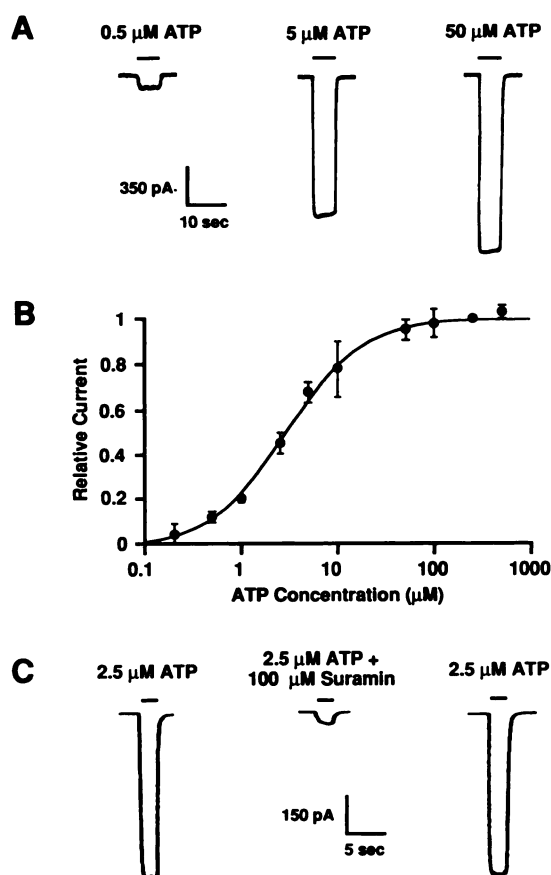 A
0.5 µM ATP
5 µM ATP
50 µM ATP
350 pA
10 sec
B
1
0.8
0.6
0.4
0.2
0
Relative Current
0.1
1
10
100
1000
ATP Concentration (µM)
C
2.5 µM ATP
2.5 µM ATP +
100 µM Suramin
2.5 µM ATP
150 pA
5 sec